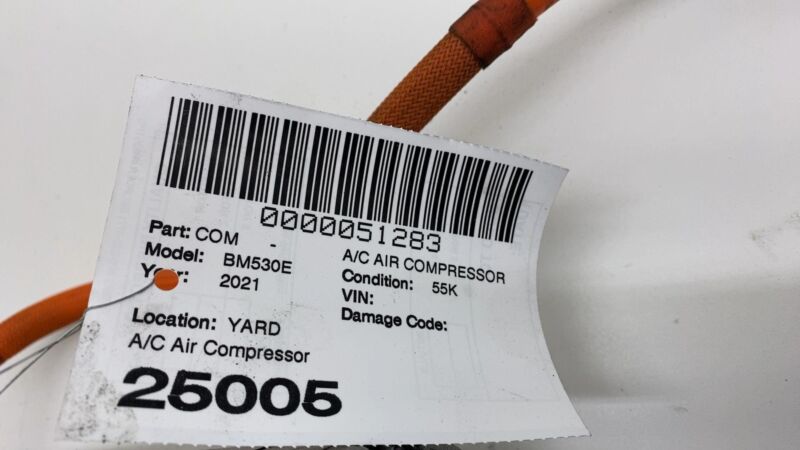 0000051283
Part: COM -
A/C AIR COMPRESSOR
Model: BM530E
Condition: 55K
Year: 2021
VIN:
Damage Code:
Location: YARD
A/C Air Compressor
25005